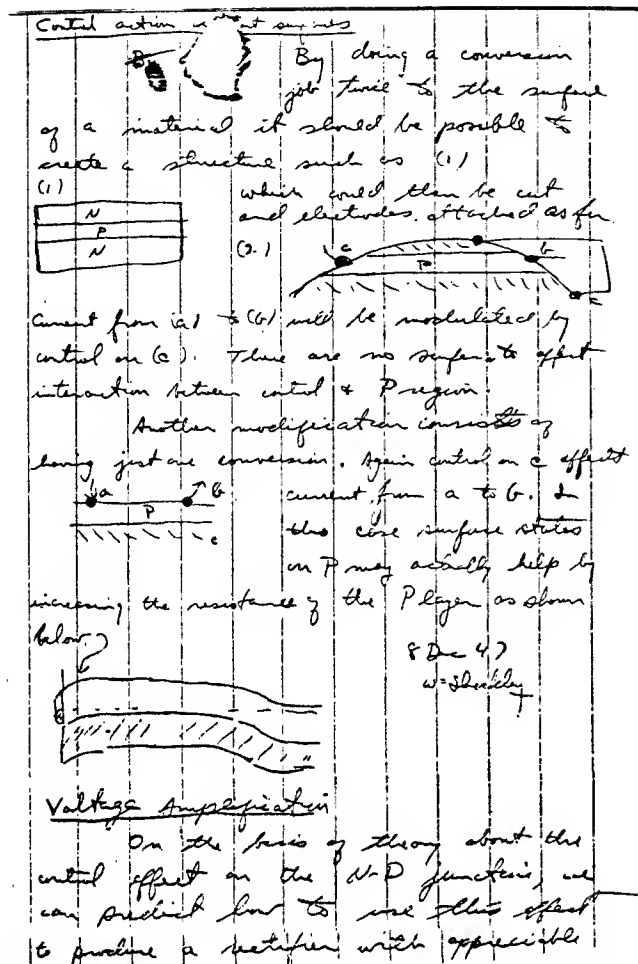 Control action at surfaces
By doing a conversion
job twice to the surface
of a material it should be possible to
create a structure such as (1)
(1) which could then be cut
and electrodes attached as for
N
P
N
(2.)
c
b
P
current from (a) to (b) will be modulated by
control on (c). There are no surface state effect
interaction between control & P region.
Another modification consists of
having just one conversion. Again control on c effects
a b current from a to b. In
P
c
this case surface states
on P may actually help by
increasing the resistance of the P layer as shown
below.
8 Dec 47
W Shockley
Voltage Amplification
On the basis of theory about the
control effect on the N-P junction, we
can predict how to use this effect
to produce a rectifier with appreciable